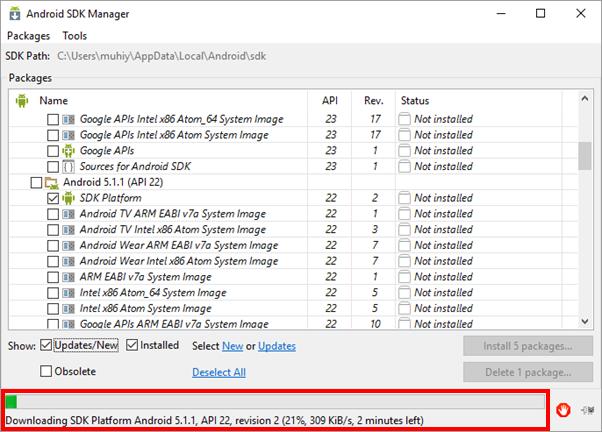 Android SDK Manager
Packages Tools
SDK Path: C:\Users\muhiy\AppData\Local\Android\sdk
Packages
Name API Rev. Status
Google APIs Intel x86 Atom_64 System Image 23 17 Not installed
Google APIs Intel x86 Atom System Image 23 17 Not installed
Google APIs 23 1 Not installed
Sources for Android SDK 23 1 Not installed
Android 5.1.1 (API 22)
SDK Platform 22 2 Not installed
Android TV ARM EABI v7a System Image 22 1 Not installed
Android TV Intel x86 Atom System Image 22 3 Not installed
Android Wear ARM EABI v7a System Image 22 7 Not installed
Android Wear Intel x86 Atom System Image 22 7 Not installed
ARM EABI v7a System Image 22 1 Not installed
Intel x86 Atom_64 System Image 22 5 Not installed
Intel x86 Atom System Image 22 5 Not installed
Google APIs ARM EABI v7a System Image 22 10 Not installed
Show: Updates/New Installed Select New or Updates Install 5 packages...
Obsolete Deselect All Delete 1 package...
Downloading SDK Platform Android 5.1.1, API 22, revision 2 (21%, 309 KiB/s, 2 minutes left)